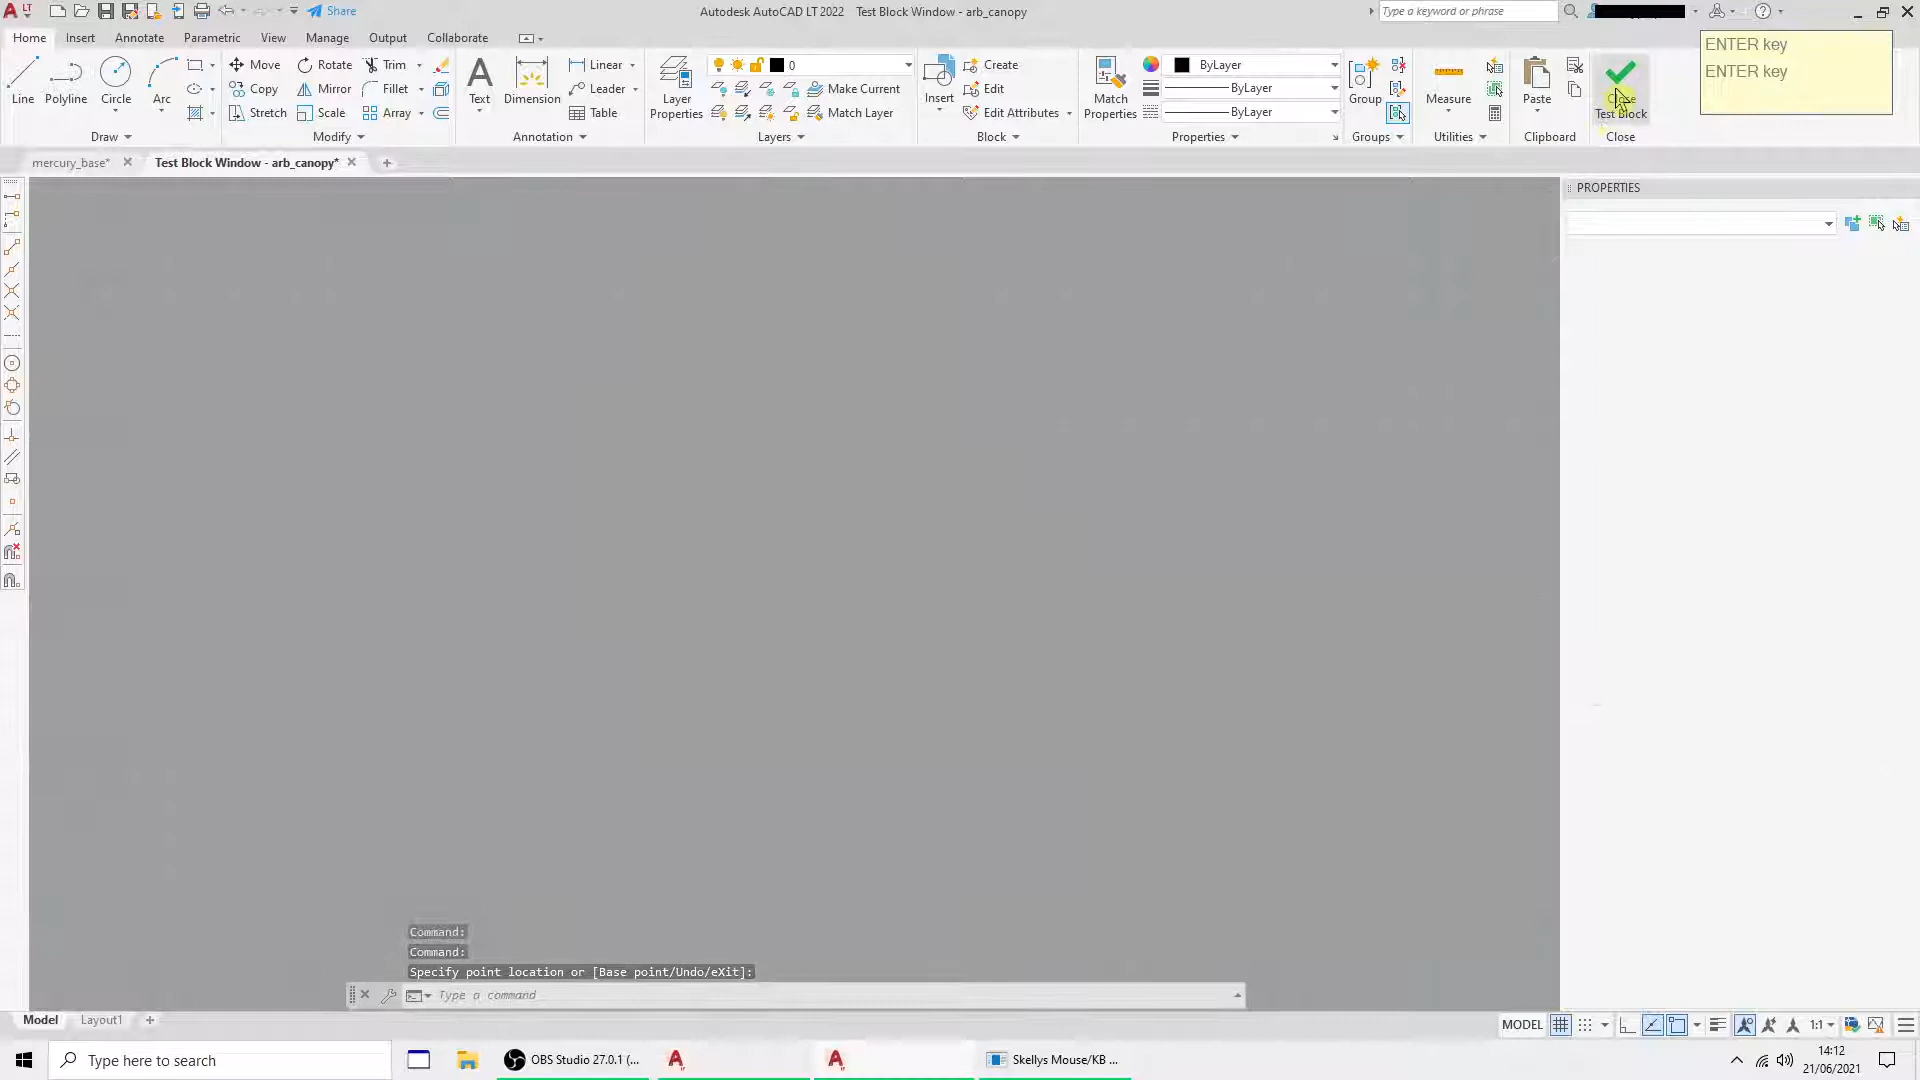 LT
Share
Autodesk AutoCAD LT 2022 Test Block Window - arb_canopy
Type a keyword or phrase
Home Insert Annotate Parametric View Manage Output Collaborate
ENTER key
ENTER key
Line
Polyline
Circle
Arc
Move
Rotate
Trim
Copy
Mirror
Fillet
Stretch
Scale
Array
Text
Dimension
Linear
Leader
Table
Layer
Properties
0
Make Current
Match Layer
Insert
Create
Edit
Edit Attributes
Match
Properties
ByLayer
ByLayer
ByLayer
Group
Measure
Paste
Close
Test Block
Draw
Modify
Annotation
Layers
Block
Properties
Groups
Utilities
Clipboard
Close
mercury_base*
Test Block Window - arb_canopy*
PROPERTIES
Command:
Command:
Specify point location or [Base point/Undo/eXit]:
Type a command
Model
Layout1
MODEL
1:1
Type here to search
OBS Studio 27.0.1 (...
Skellys Mouse/KB ...
14:12
21/06/2021